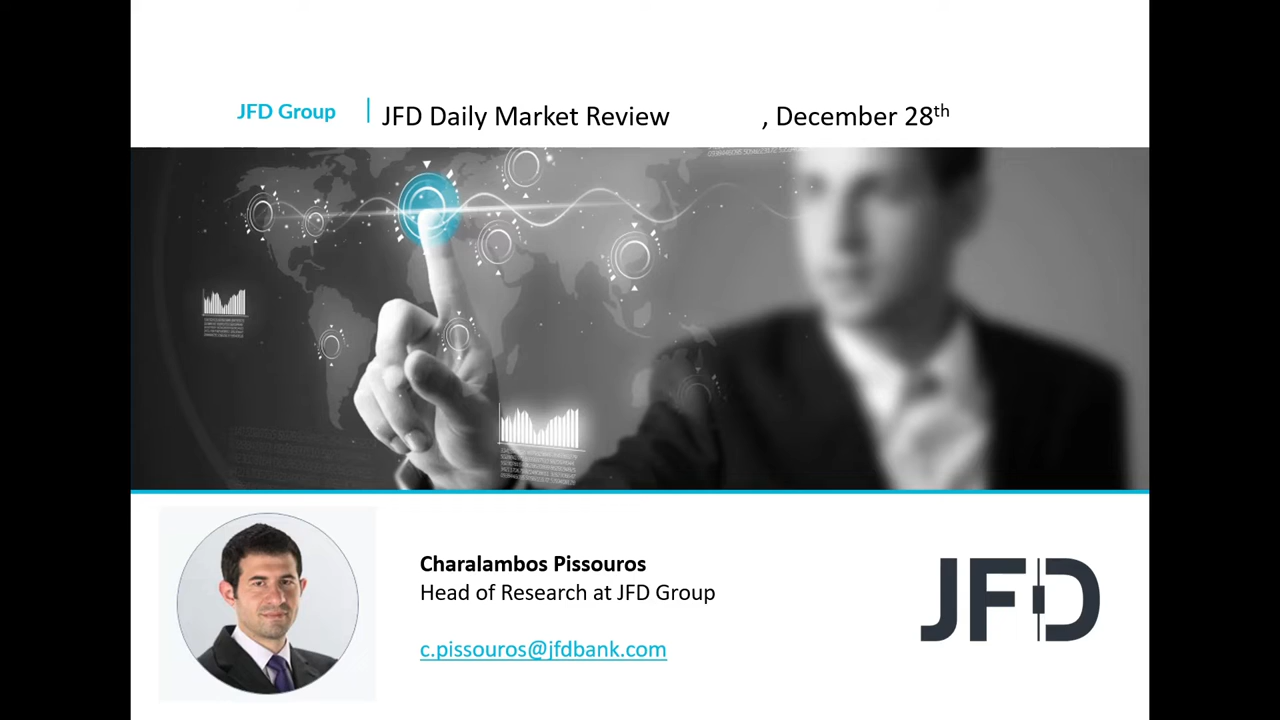 JFD Group
JFD Daily Market Review , December 28th
Charalambos Pissouros
Head of Research at JFD Group
c.pissouros@jfdbank.com
JFD